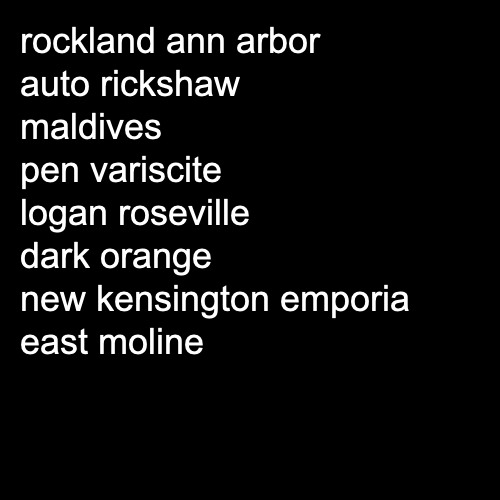 rockland ann arbor
auto rickshaw
maldives
pen variscite
logan roseville
dark orange
new kensington emporia
east moline